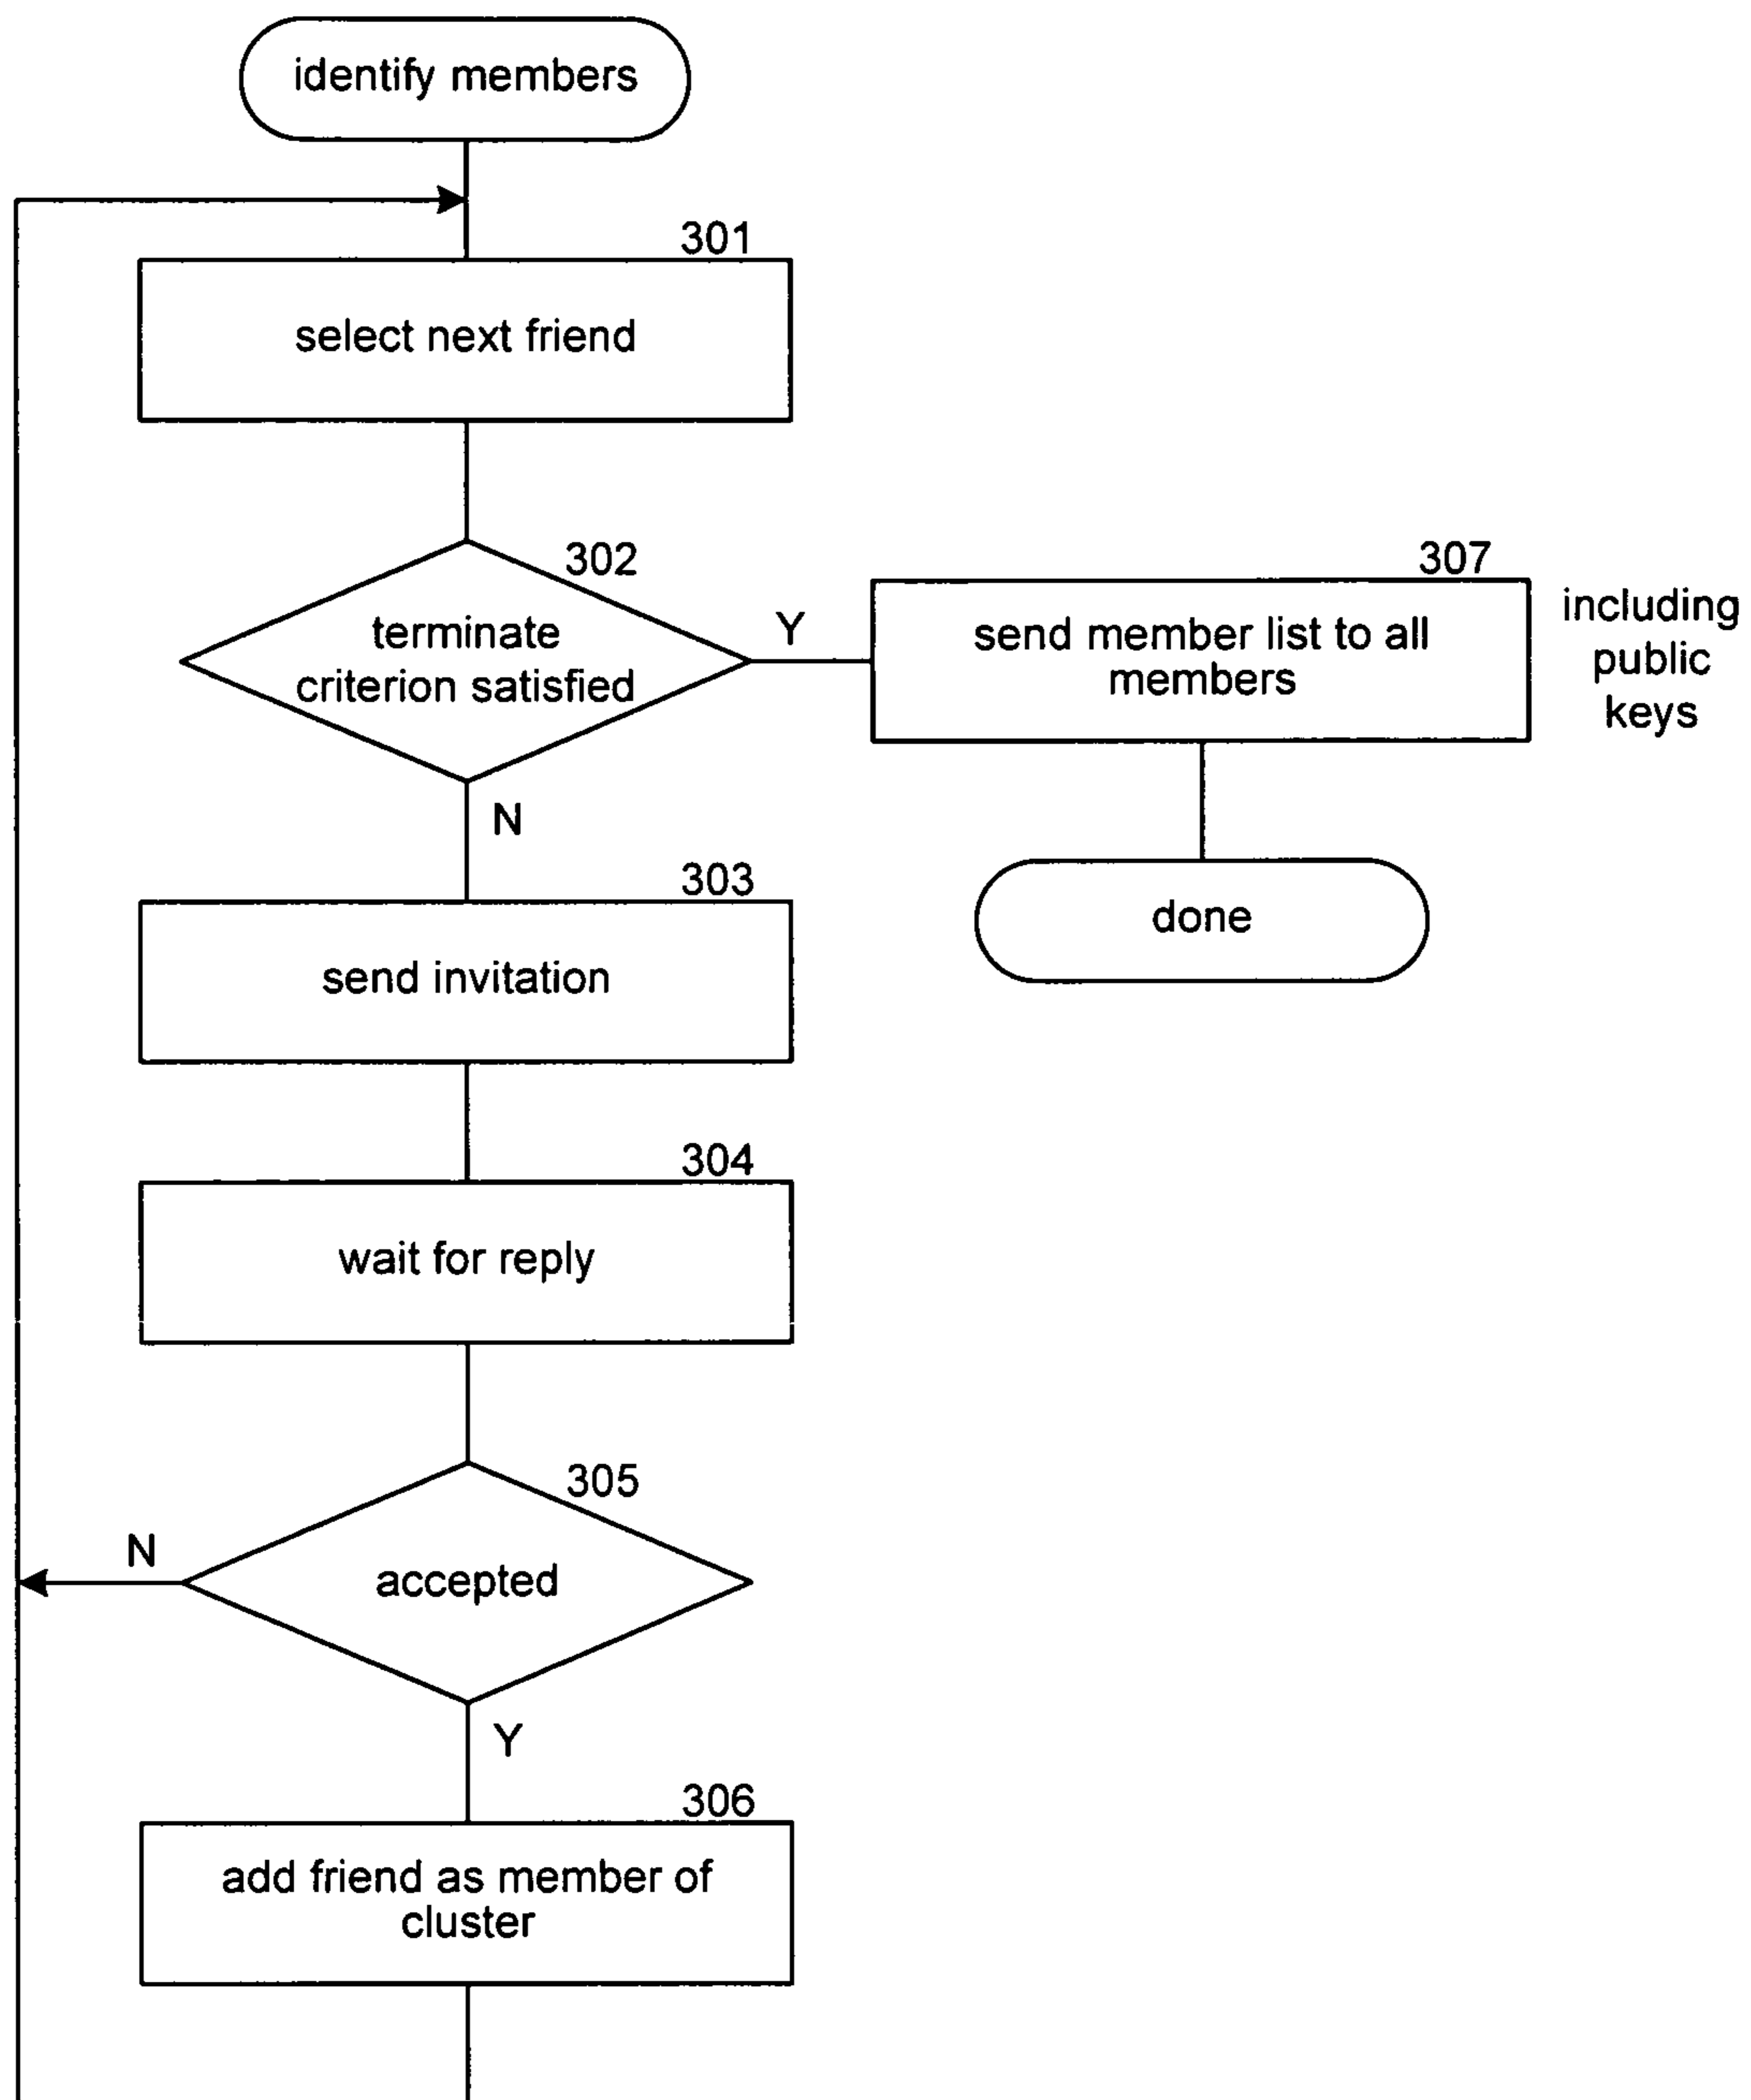 identify members
301
select next friend
302
terminate
criterion satisfied
Y
307
send member list to all
members
including
public
keys
N
303
send invitation
done
304
wait for reply
305
N
accepted
Y
306
add friend as member of
cluster